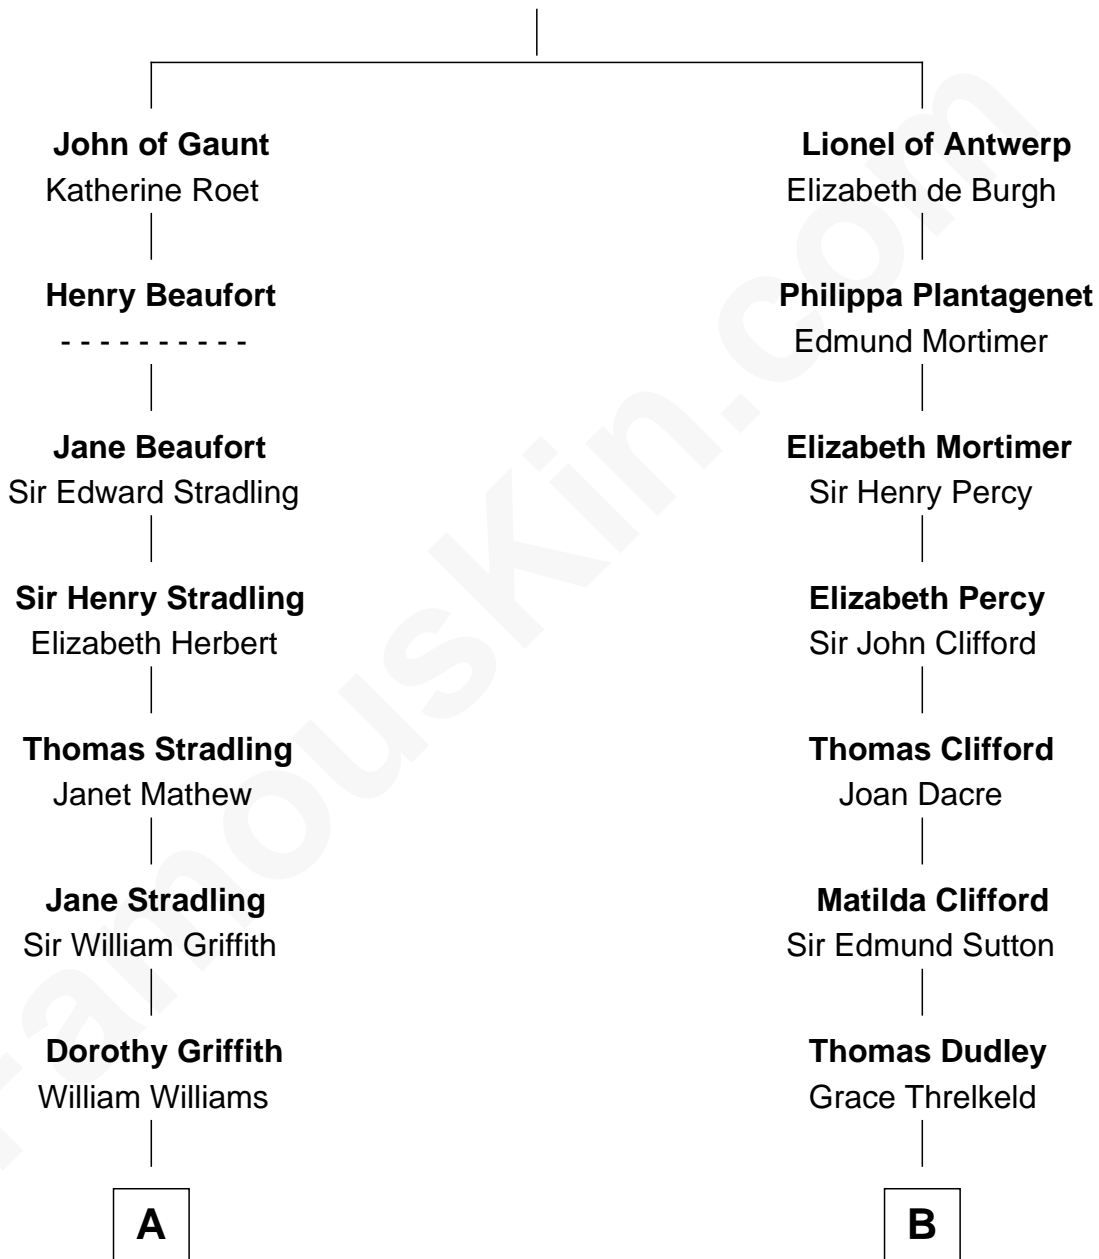 John of Gaunt
Katherine Roet
Henry Beaufort
- - - - - - - - - -
Jane Beaufort
Sir Edward Stradling
Sir Henry Stradling
Elizabeth Herbert
Thomas Stradling
Janet Mathew
Jane Stradling
Sir William Griffith
Dorothy Griffith
William Williams
A
Lionel of Antwerp
Elizabeth de Burgh
Philippa Plantagenet
Edmund Mortimer
Elizabeth Mortimer
Sir Henry Percy
Elizabeth Percy
Sir John Clifford
Thomas Clifford
Joan Dacre
Matilda Clifford
Sir Edmund Sutton
Thomas Dudley
Grace Threlkeld
B
FamousKin.com